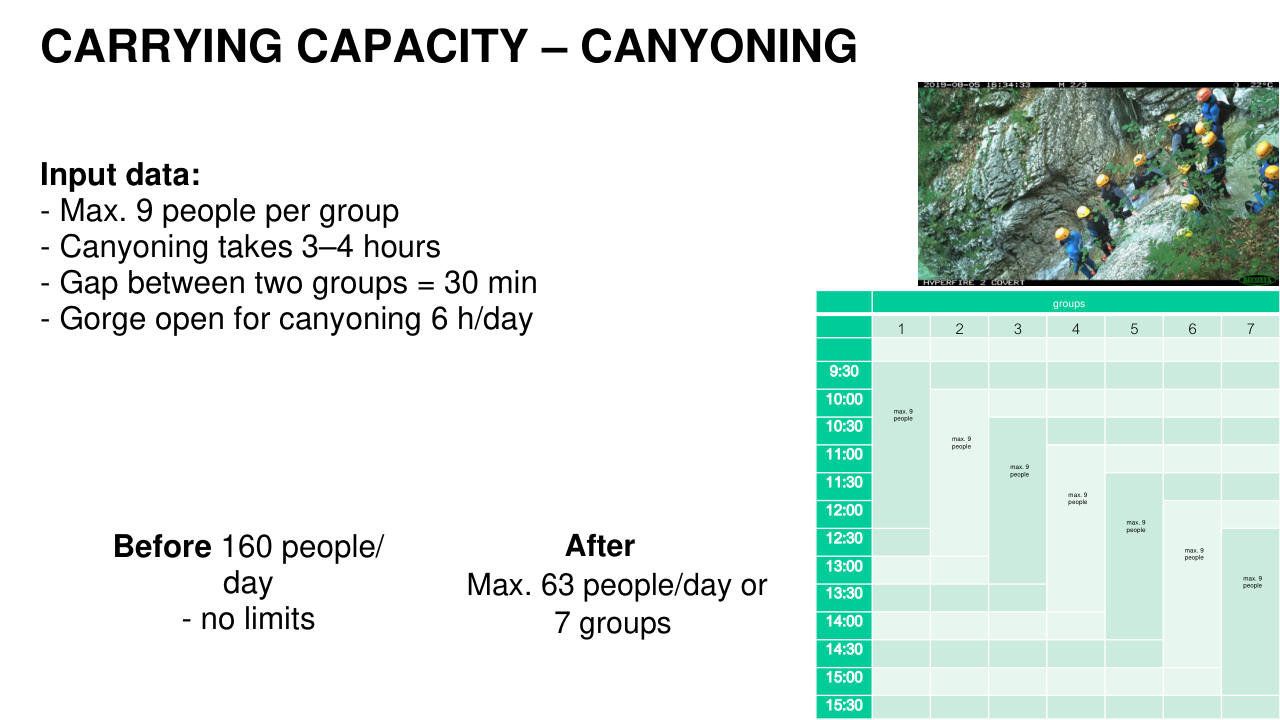 CARRYING CAPACITY – CANYONING
2019-08-05 16:34:33 M 2/3 22°C
Input data:
- Max. 9 people per group
- Canyoning takes 3–4 hours
- Gap between two groups = 30 min
- Gorge open for canyoning 6 h/day
HYPERFIRE 2 COVERT
groups
1 2 3 4 5 6 7
9:30
10:00
max. 9
people
10:30
max. 9
people
11:00
max. 9
people
11:30
max. 9
people
12:00
max. 9
people
12:30
max. 9
people
13:00
max. 9
people
13:30
14:00
14:30
15:00
15:30
Before 160 people/
day
- no limits
After
Max. 63 people/day or
7 groups